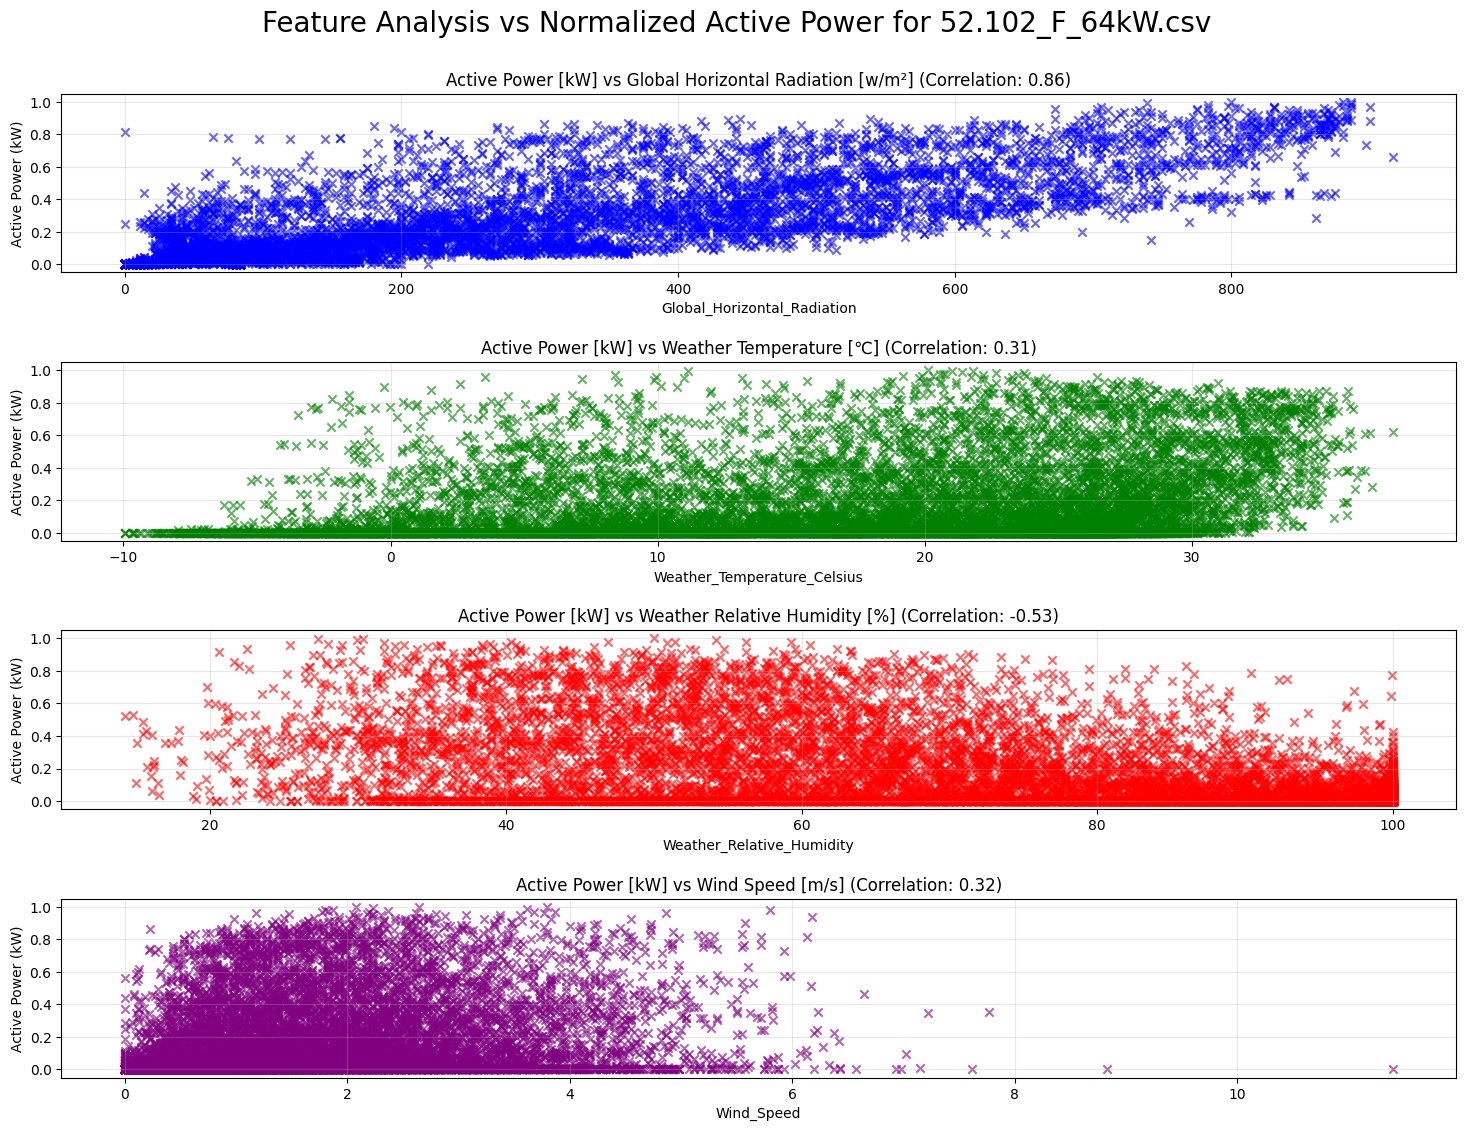 Feature Analysis vs Normalized Active Power for 52.102_F_64kW.csv
Active Power [kW] vs Global Horizontal Radiation [w/m²] (Correlation: 0.86)
Active Power (kW)
1.0
0.8
0.6
0.4
0.2
0.0
0 200 400 600 800
Global_Horizontal_Radiation
Active Power [kW] vs Weather Temperature [℃] (Correlation: 0.31)
Active Power (kW)
1.0
0.8
0.6
0.4
0.2
0.0
−10 0 10 20 30
Weather_Temperature_Celsius
Active Power [kW] vs Weather Relative Humidity [%] (Correlation: -0.53)
Active Power (kW)
1.0
0.8
0.6
0.4
0.2
0.0
20 40 60 80 100
Weather_Relative_Humidity
Active Power [kW] vs Wind Speed [m/s] (Correlation: 0.32)
Active Power (kW)
1.0
0.8
0.6
0.4
0.2
0.0
0 2 4 6 8 10
Wind_Speed